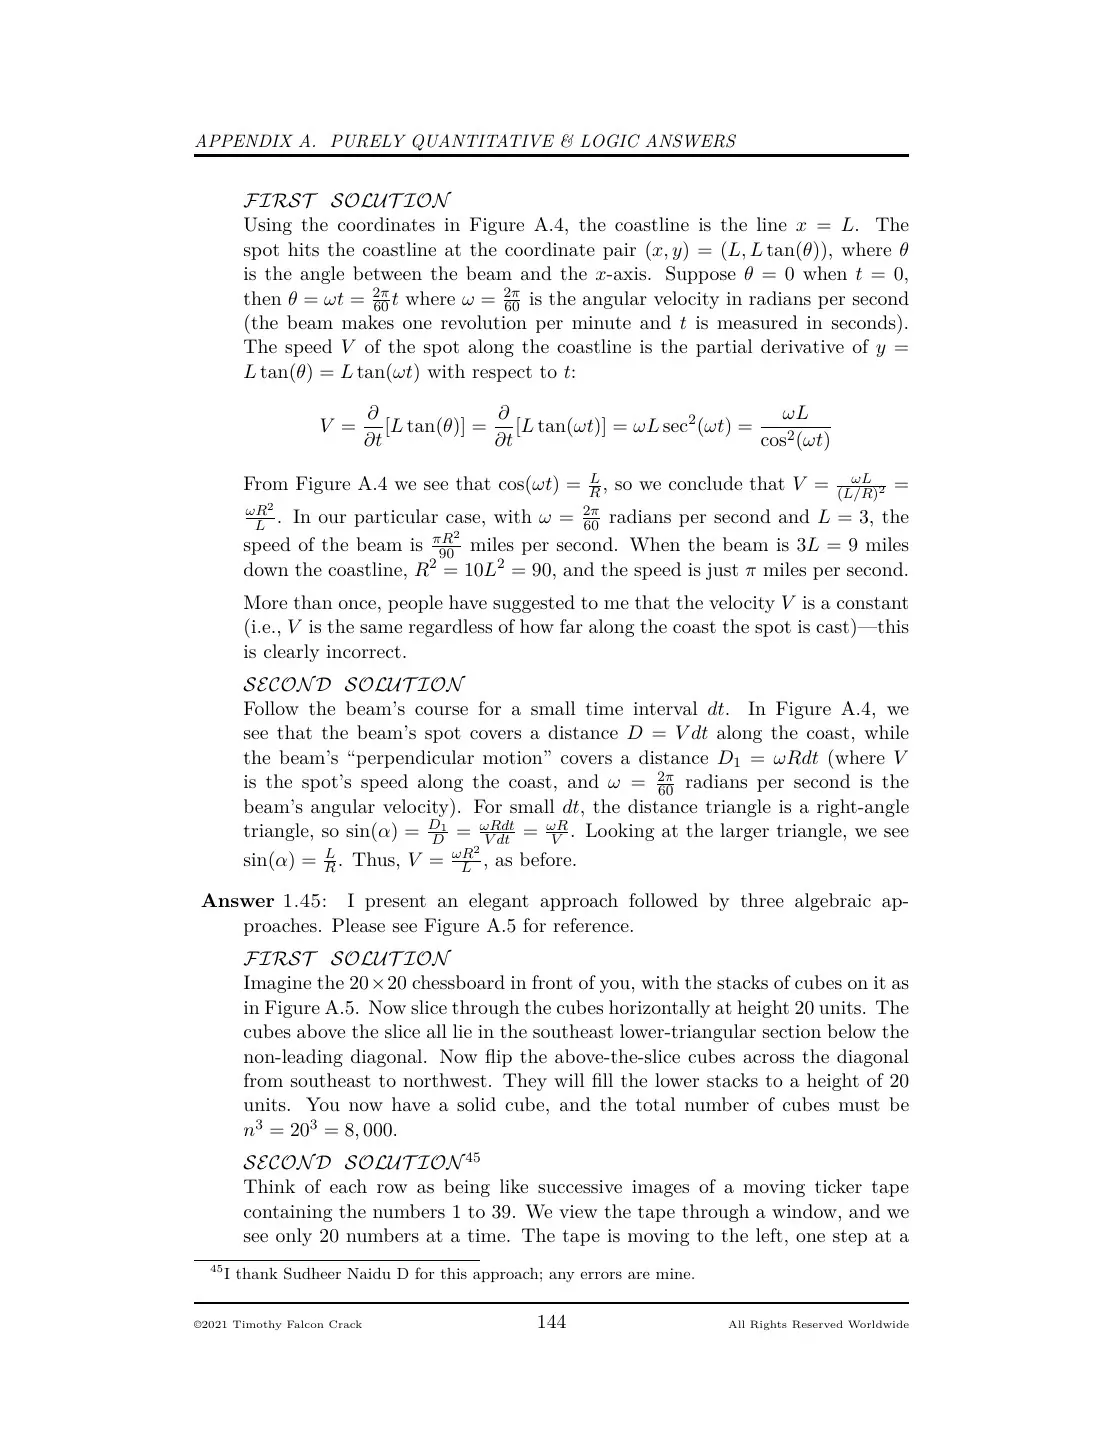 APPENDIX A. PURELY QUANTITATIVE & LOGIC ANSWERS
FIRST SOLUTION
Using the coordinates in Figure A.4, the coastline is the line x = L. The
spot hits the coastline at the coordinate pair (x, y) = (L, L tan(θ)), where θ
is the angle between the beam and the x-axis. Suppose θ = 0 when t = 0,
then θ = ωt = 2π/60 t where ω = 2π/60 is the angular velocity in radians per second
(the beam makes one revolution per minute and t is measured in seconds).
The speed V of the spot along the coastline is the partial derivative of y =
L tan(θ) = L tan(ωt) with respect to t:
V = ∂/∂t [L tan(θ)] = ∂/∂t [L tan(ωt)] = ωL sec²(ωt) = ωL/cos²(ωt)
From Figure A.4 we see that cos(ωt) = L/R, so we conclude that V = ωL/(L/R)² =
ωR²/L. In our particular case, with ω = 2π/60 radians per second and L = 3, the
speed of the beam is πR²/90 miles per second. When the beam is 3L = 9 miles
down the coastline, R² = 10L² = 90, and the speed is just π miles per second.
More than once, people have suggested to me that the velocity V is a constant
(i.e., V is the same regardless of how far along the coast the spot is cast)—this
is clearly incorrect.
SECOND SOLUTION
Follow the beam's course for a small time interval dt. In Figure A.4, we
see that the beam's spot covers a distance D = V dt along the coast, while
the beam's “perpendicular motion” covers a distance D₁ = ωRdt (where V
is the spot's speed along the coast, and ω = 2π/60 radians per second is the
beam's angular velocity). For small dt, the distance triangle is a right-angle
triangle, so sin(α) = D₁/D = ωRdt/V dt = ωR/V. Looking at the larger triangle, we see
sin(α) = L/R. Thus, V = ωR²/L, as before.
Answer 1.45: I present an elegant approach followed by three algebraic ap-
proaches. Please see Figure A.5 for reference.
FIRST SOLUTION
Imagine the 20×20 chessboard in front of you, with the stacks of cubes on it as
in Figure A.5. Now slice through the cubes horizontally at height 20 units. The
cubes above the slice all lie in the southeast lower-triangular section below the
non-leading diagonal. Now flip the above-the-slice cubes across the diagonal
from southeast to northwest. They will fill the lower stacks to a height of 20
units. You now have a solid cube, and the total number of cubes must be
n³ = 20³ = 8,000.
SECOND SOLUTION⁴⁵
Think of each row as being like successive images of a moving ticker tape
containing the numbers 1 to 39. We view the tape through a window, and we
see only 20 numbers at a time. The tape is moving to the left, one step at a
⁴⁵I thank Sudheer Naidu D for this approach; any errors are mine.
©2021 Timothy Falcon Crack 144 All Rights Reserved Worldwide